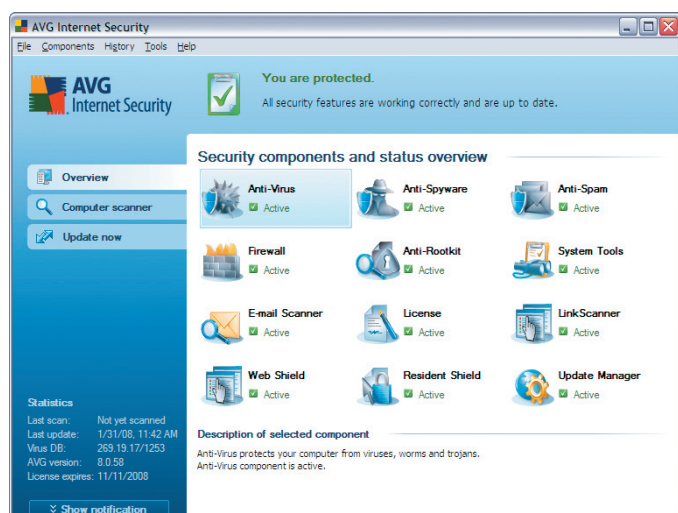 AVG Internet Security
File Components History Tools Help
AVG
Internet Security
You are protected.
All security features are working correctly and are up to date.
Overview
Computer scanner
Update now
Security components and status overview
Anti-Virus
Active
Anti-Spyware
Active
Anti-Spam
Active
Firewall
Active
Anti-Rootkit
Active
System Tools
Active
E-mail Scanner
Active
License
Active
LinkScanner
Active
Web Shield
Active
Resident Shield
Active
Update Manager
Active
Statistics
Last scan: Not yet scanned
Last update: 1/31/08, 11:42 AM
Virus DB: 269.19.17/1253
AVG version: 8.0.58
License expires: 11/11/2008
Show notification
Description of selected component
Anti-Virus protects your computer from viruses, worms and trojans.
Anti-Virus component is active.